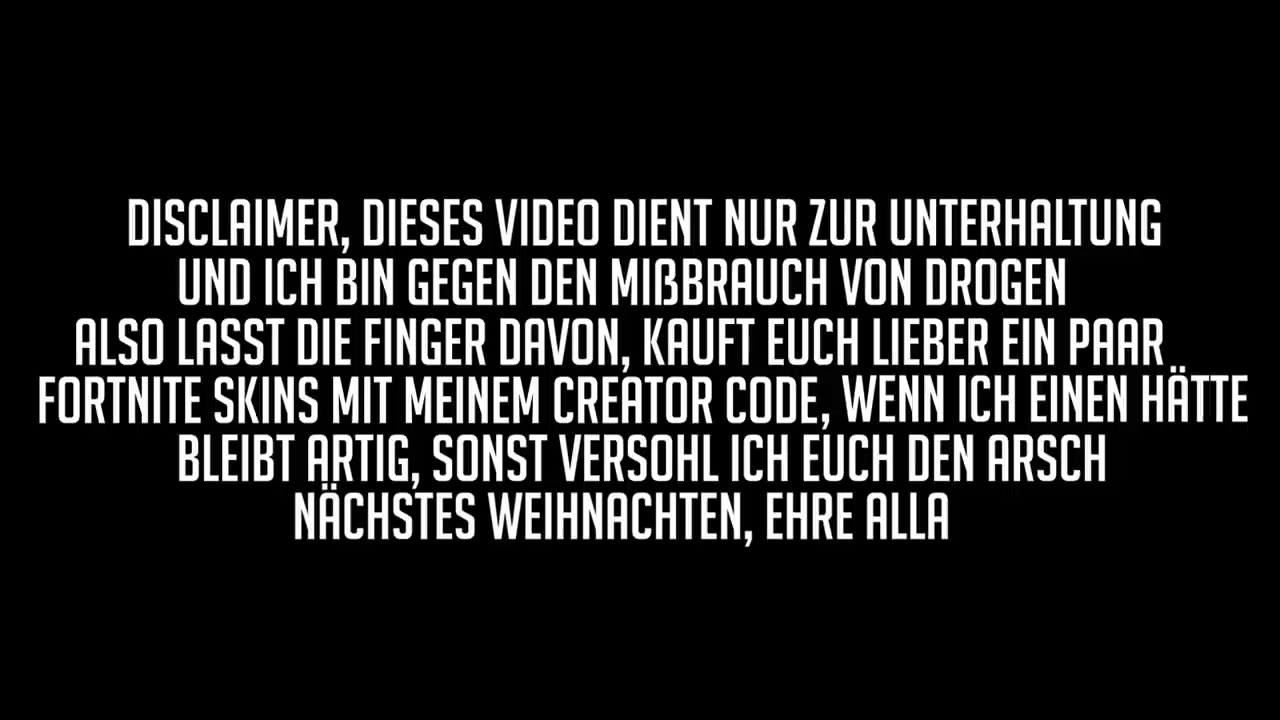 DISCLAIMER, DIESES VIDEO DIENT NUR ZUR UNTERHALTUNG
UND ICH BIN GEGEN DEN MIßBRAUCH VON DROGEN
ALSO LASST DIE FINGER DAVON, KAUFT EUCH LIEBER EIN PAAR
FORTNITE SKINS MIT MEINEM CREATOR CODE, WENN ICH EINEN HÄTTE
BLEIBT ARTIG, SONST VERSOHL ICH EUCH DEN ARSCH
NÄCHSTES WEIHNACHTEN, EHRE ALLA